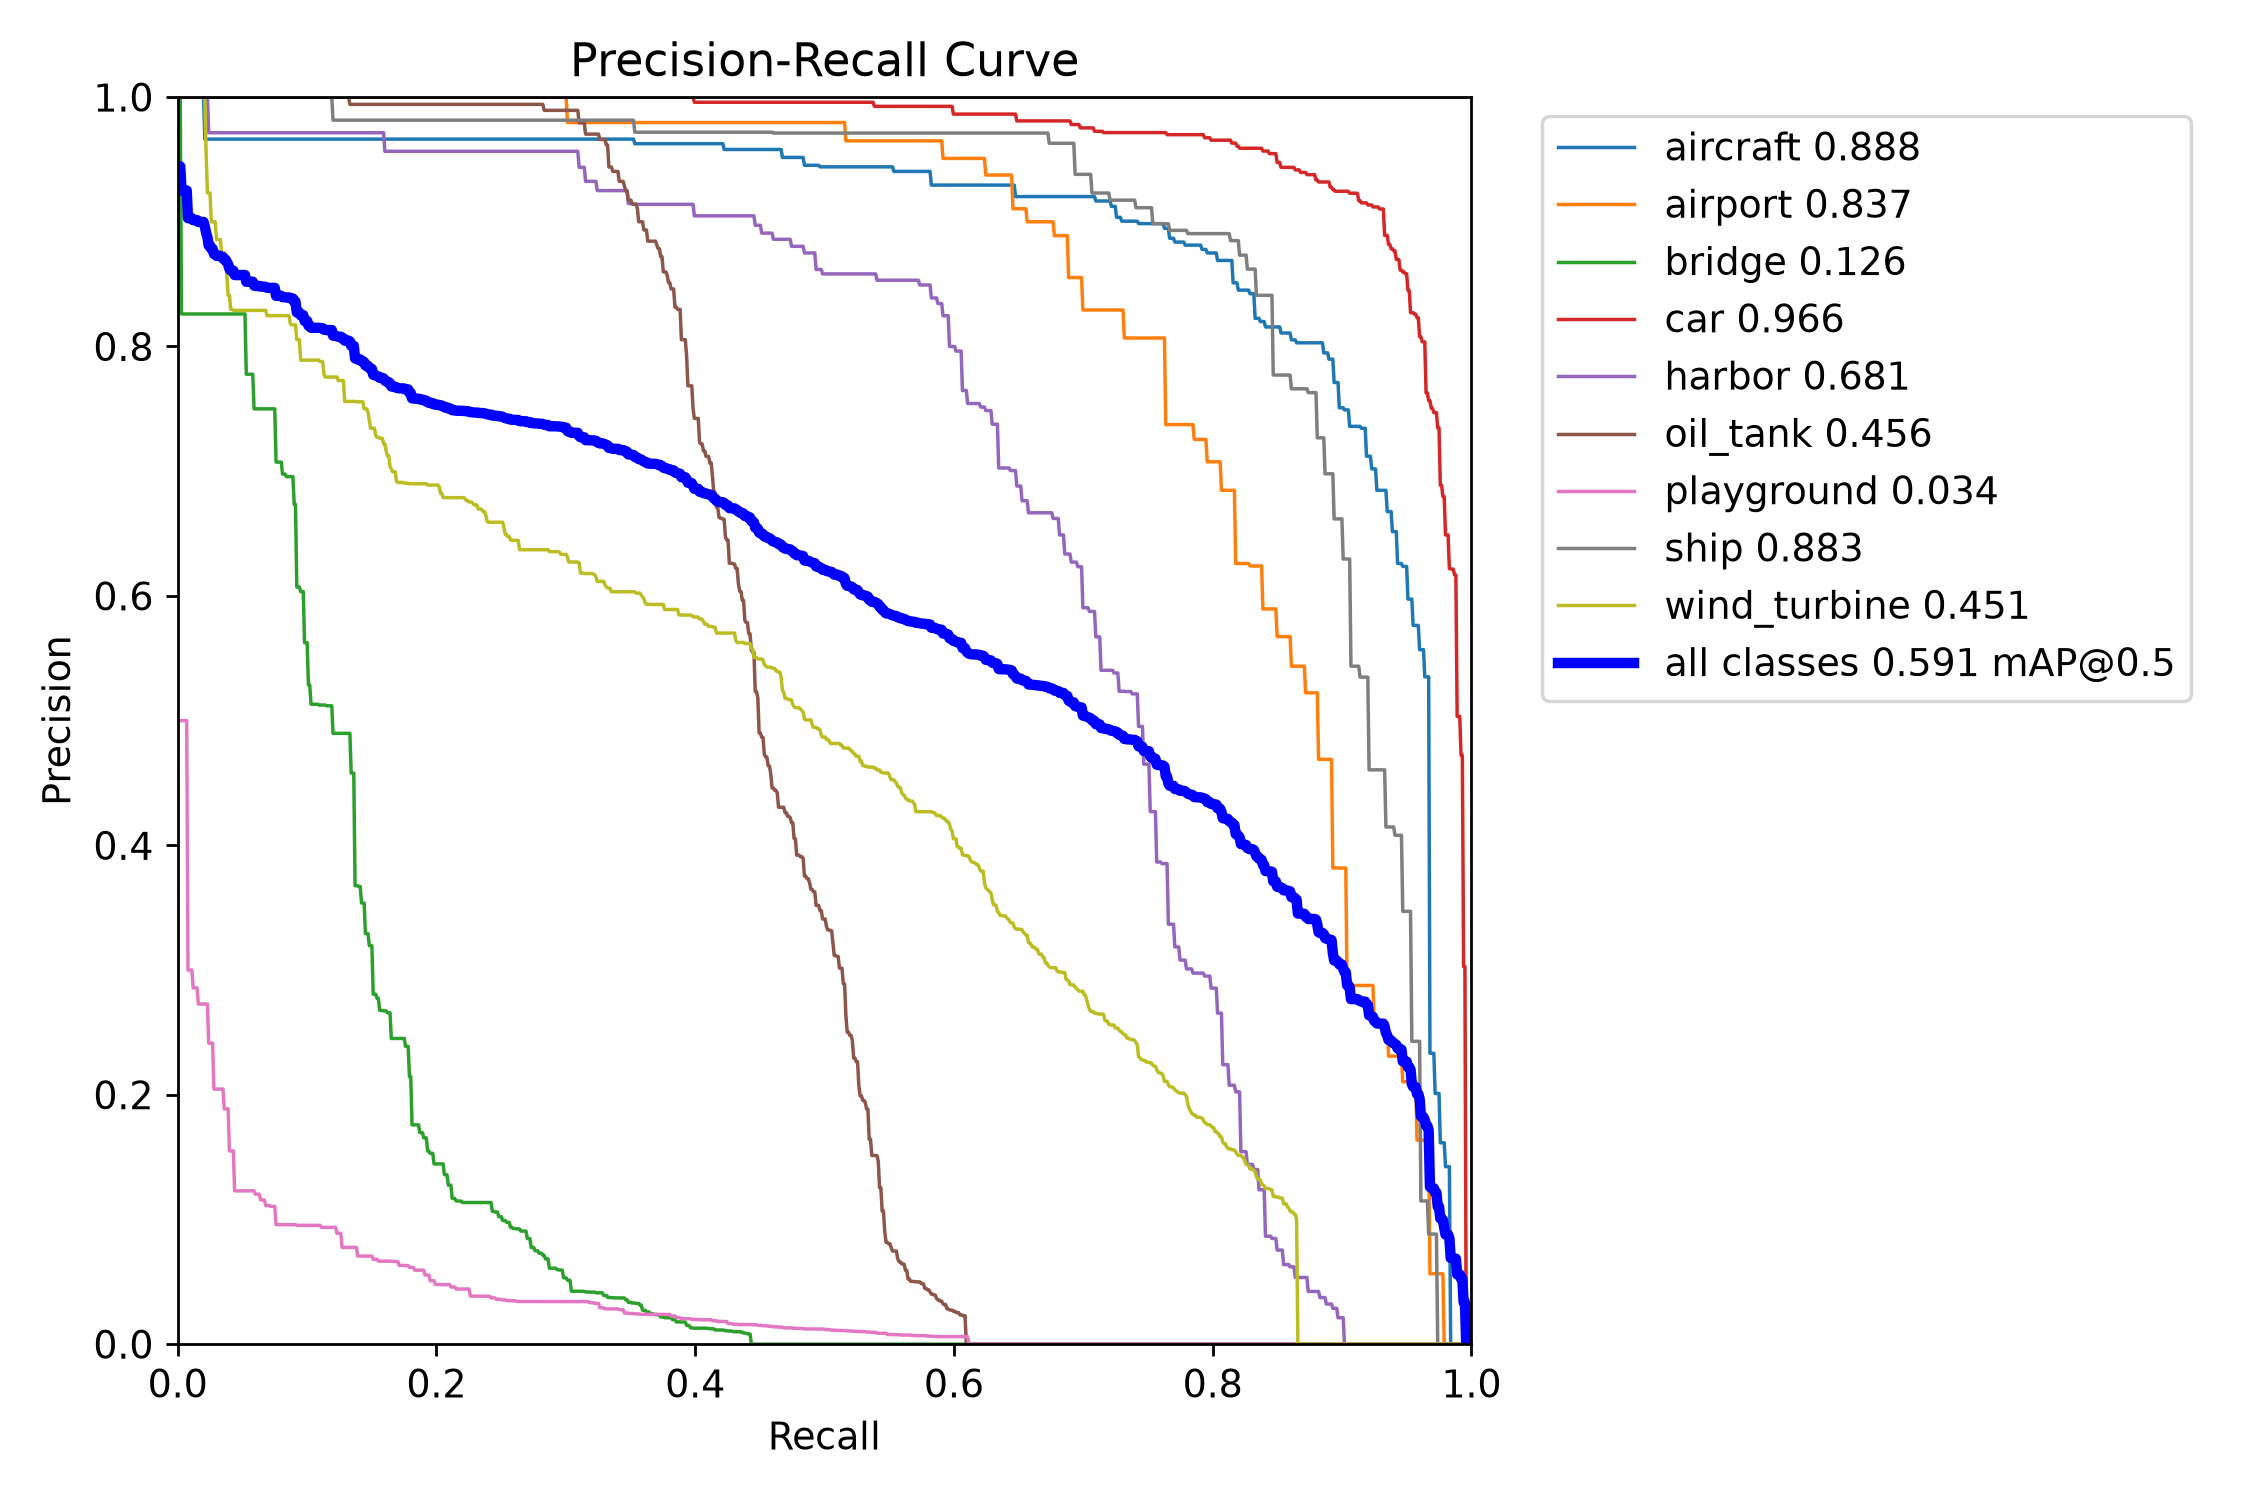 Precision-Recall Curve
1.0
0.8
0.6
0.4
0.2
0.0
Precision
0.0 0.2 0.4 0.6 0.8 1.0
Recall
aircraft 0.888
airport 0.837
bridge 0.126
car 0.966
harbor 0.681
oil_tank 0.456
playground 0.034
ship 0.883
wind_turbine 0.451
all classes 0.591 mAP@0.5